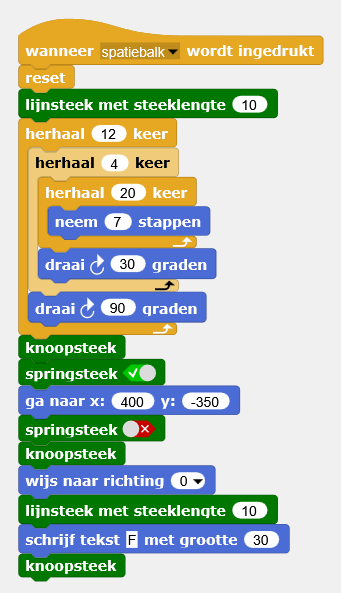 wanneer spatiebalk wordt ingedrukt
reset
lijnsteek met steeklengte 10
herhaal 12 keer
herhaal 4 keer
herhaal 20 keer
neem 7 stappen
draai 30 graden
draai 90 graden
knoopsteek
springsteek
ga naar x: 400 y: -350
springsteek
knoopsteek
wijs naar richting 0
lijnsteek met steeklengte 10
schrijf tekst F met grootte 30
knoopsteek